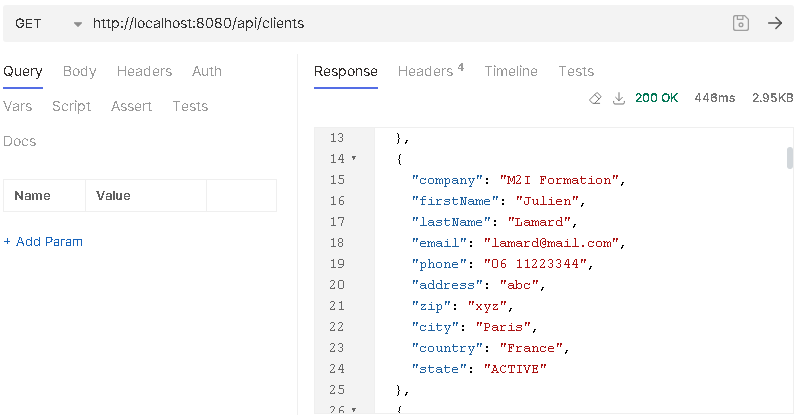 GET http://localhost:8080/api/clients
Query Body Headers Auth
Vars Script Assert Tests
Docs
Name Value
+ Add Param
Response Headers 4 Timeline Tests
200 OK 446ms 2.95KB
13 },
14 {
15 "company": "M2I Formation",
16 "firstName": "Julien",
17 "lastName": "Lamard",
18 "email": "lamard@mail.com",
19 "phone": "06 11223344",
20 "address": "abc",
21 "zip": "xyz",
22 "city": "Paris",
23 "country": "France",
24 "state": "ACTIVE"
25 },
26 {